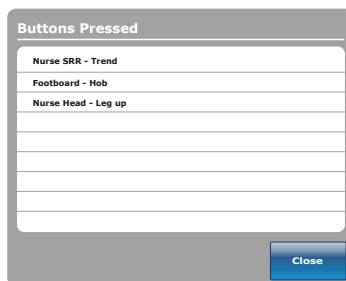 Buttons Pressed
Nurse SRR - Trend
Footboard - Hob
Nurse Head - Leg up
Close